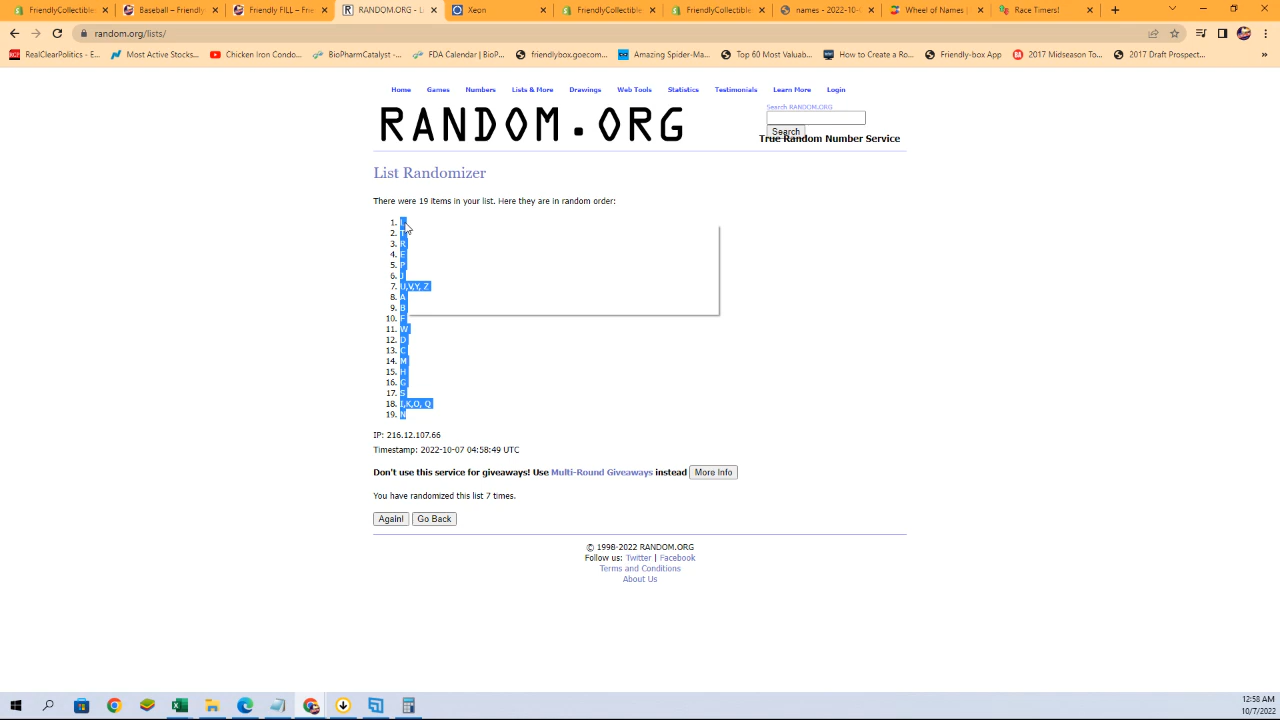 FriendlyCollectible
Baseball – Friendly
Friendly FILL – Fre
RANDOM.ORG - L
Xeon
FriendlyCollectible
FriendlyCollectible
names - 2022-10-
Wheel of Names |
Race Timers!
random.org/lists/
RealClearPolitics - E...
Most Active Stocks...
Chicken Iron Condo...
BioPharmCatalyst -...
FDA Calendar | BioP...
friendlybox.goecom...
Amazing Spider-Ma...
Top 60 Most Valuab...
How to Create a Ro...
Friendly-box App
2017 Midseason To...
2017 Draft Prospect...
Home Games Numbers Lists & More Drawings Web Tools Statistics Testimonials Learn More Login
Search RANDOM.ORG
RANDOM.ORG
Search
True Random Number Service
List Randomizer
There were 19 items in your list. Here they are in random order:
1.
2. T
3. R
4. E
5. P
6. J
7. U,V,Y, Z
8. A
9. B
10. F
11. W
12. D
13. C
14. M
15. H
16. G
17. S
18. I,K,O, Q
19. N
IP: 216.12.107.66
Timestamp: 2022-10-07 04:58:49 UTC
Don't use this service for giveaways! Use Multi-Round Giveaways instead More Info
You have randomized this list 7 times.
Again! Go Back
© 1998-2022 RANDOM.ORG
Follow us: Twitter | Facebook
Terms and Conditions
About Us
12:58 AM
10/7/2022